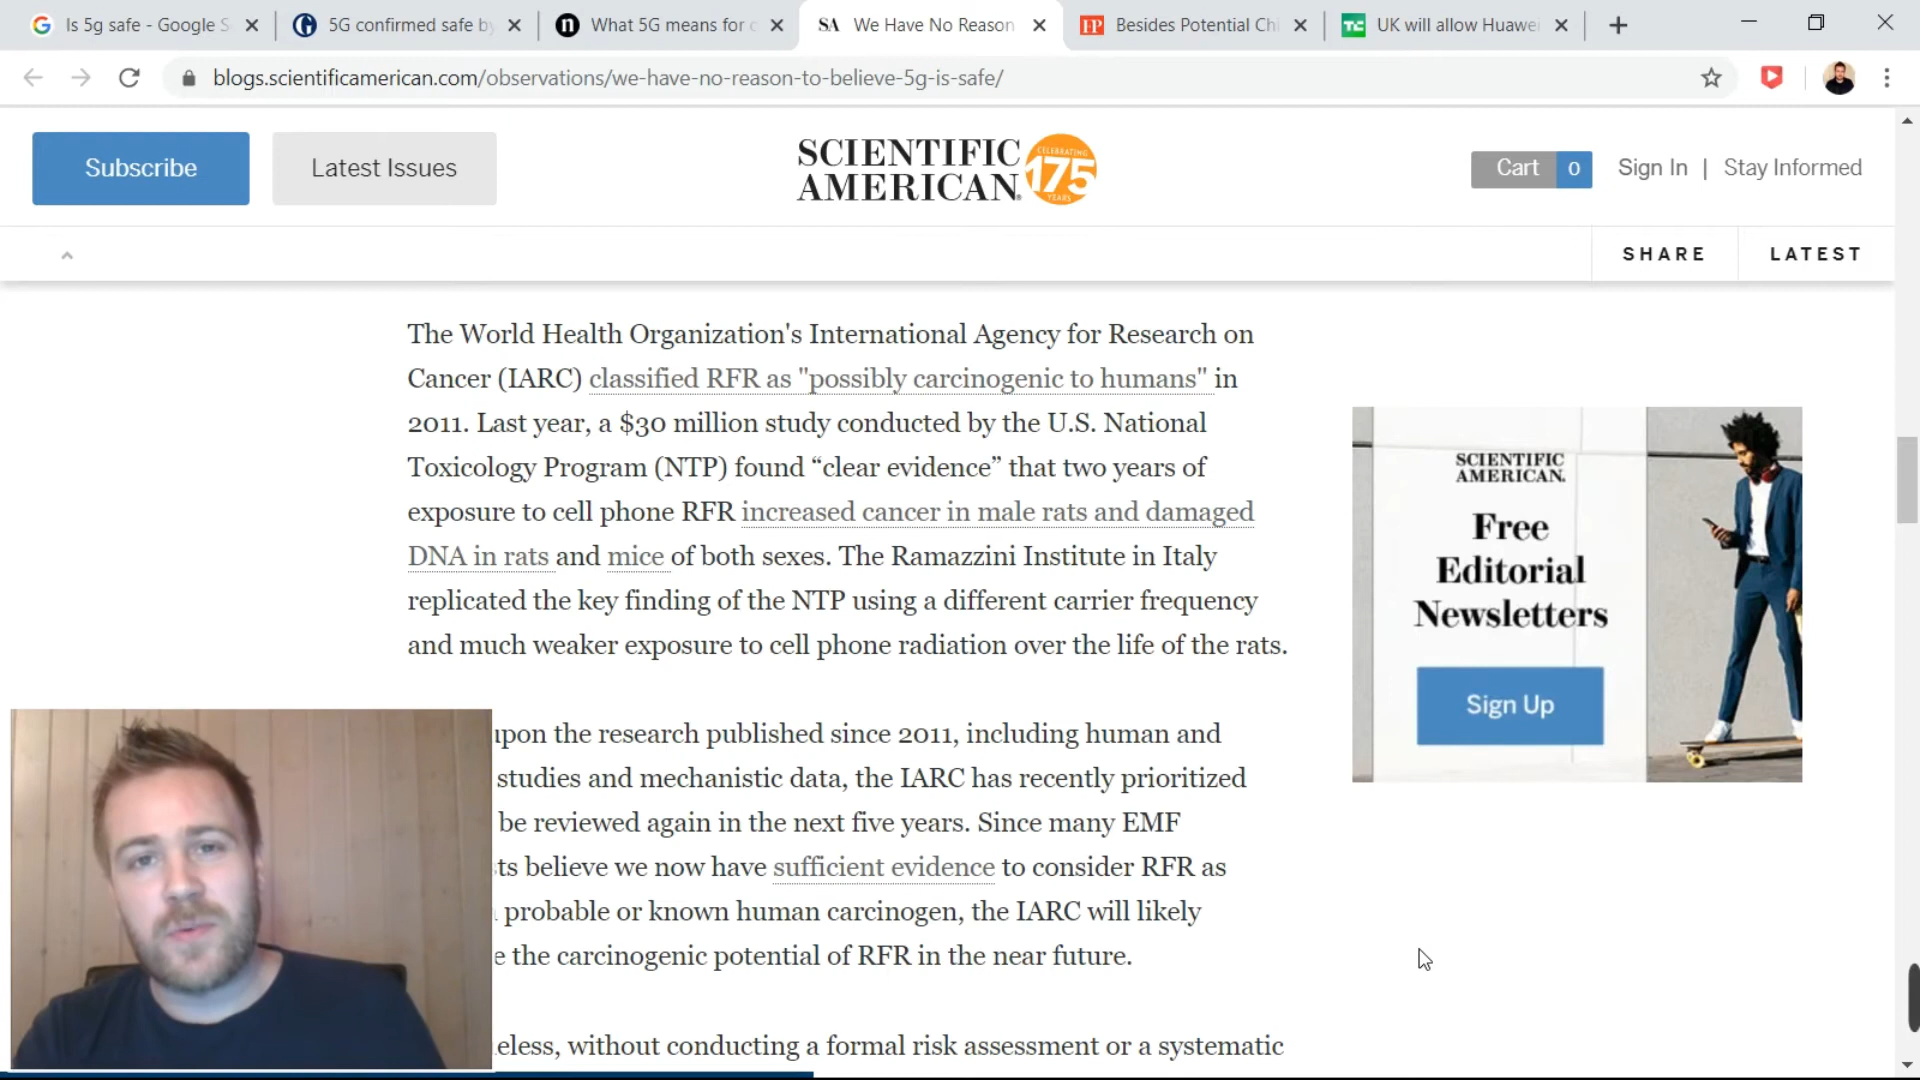 Is 5g safe - Google S
5G confirmed safe by
What 5G means for
We Have No Reason
Besides Potential Chi
UK will allow Huawei
blogs.scientificamerican.com/observations/we-have-no-reason-to-believe-5g-is-safe/
Subscribe
Latest Issues
SCIENTIFIC
AMERICAN
CELEBRATING
175
YEARS
Cart 0
Sign In | Stay Informed
SHARE
LATEST
The World Health Organization's International Agency for Research on
Cancer (IARC) classified RFR as "possibly carcinogenic to humans" in
2011. Last year, a $30 million study conducted by the U.S. National
Toxicology Program (NTP) found “clear evidence” that two years of
exposure to cell phone RFR increased cancer in male rats and damaged
DNA in rats and mice of both sexes. The Ramazzini Institute in Italy
replicated the key finding of the NTP using a different carrier frequency
and much weaker exposure to cell phone radiation over the life of the rats.
upon the research published since 2011, including human and
studies and mechanistic data, the IARC has recently prioritized
be reviewed again in the next five years. Since many EMF
ts believe we now have sufficient evidence to consider RFR as
probable or known human carcinogen, the IARC will likely
e the carcinogenic potential of RFR in the near future.
eless, without conducting a formal risk assessment or a systematic
SCIENTIFIC
AMERICAN.
Free
Editorial
Newsletters
Sign Up